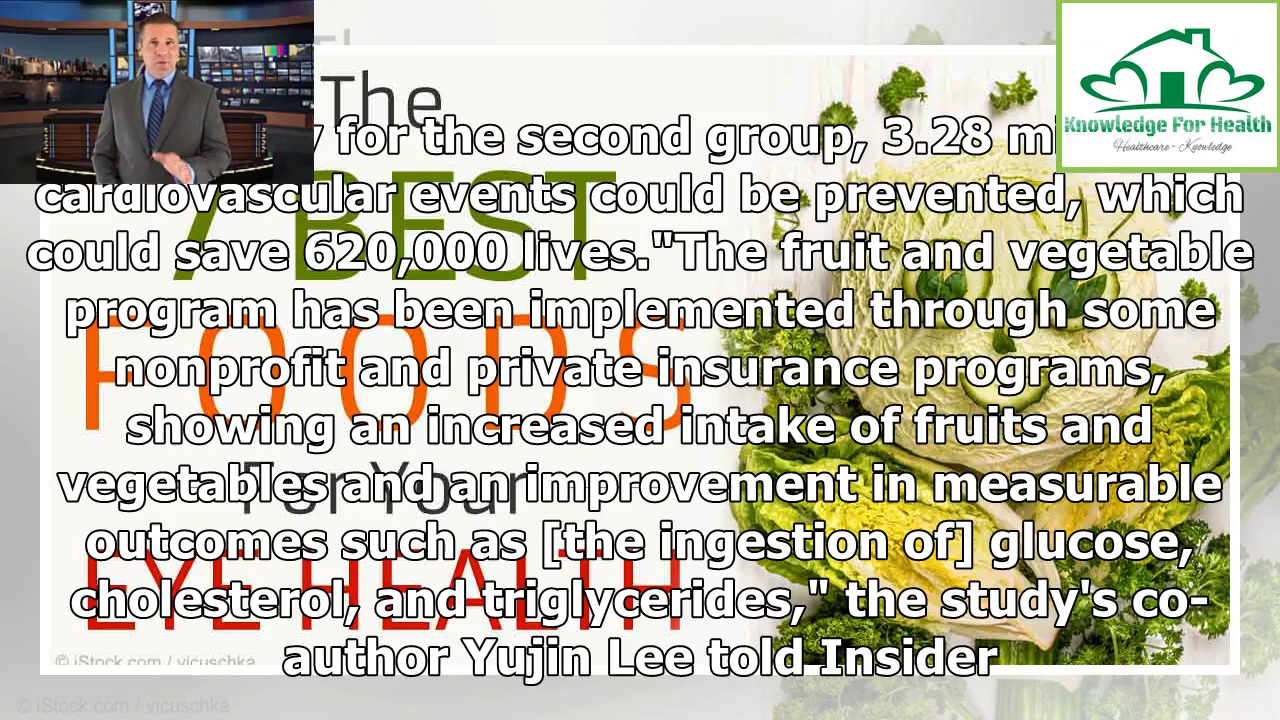 The
for the second group, 3.28
cardiovascular events could be prevented, which
7 BEST
could save 620,000 lives."The fruit and vegetable
program has been implemented through some
FOODS
nonprofit and private insurance programs,
showing an increased intake of fruits and
vegetables and an improvement in measurable
For Your
outcomes such as [the ingestion of] glucose,
EYE HEALTH
cholesterol, and triglycerides," the study's co-
author Yujin Lee told Insider
Knowledge For Health
Healthcare - Knowledge
© iStock.com / vicuschka
© iStock.com / vicuschka